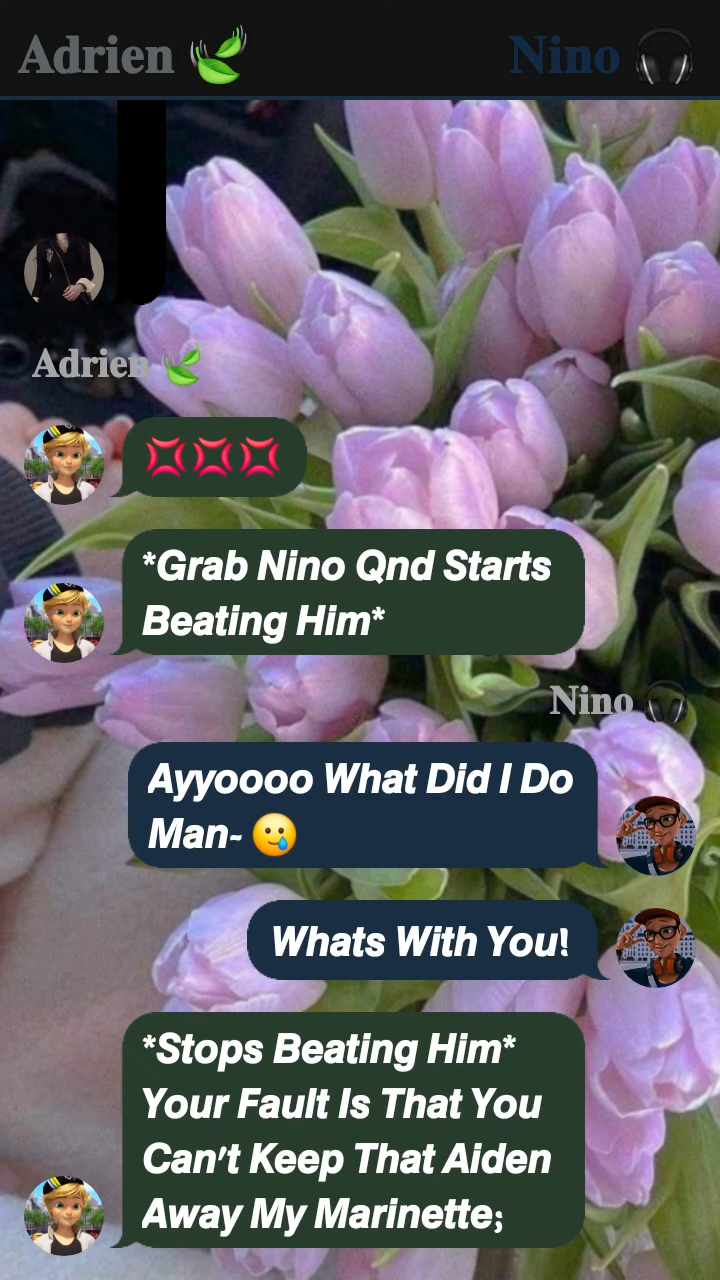 Adrien 🍃 Nino 🎧
Adrien 🌿
💢💢💢
*Grab Nino Qnd Starts
Beating Him*
Nino 🎧
Ayyoooo What Did I Do
Man- 🥲
Whats With You!
*Stops Beating Him*
Your Fault Is That You
Can't Keep That Aiden
Away My Marinette;